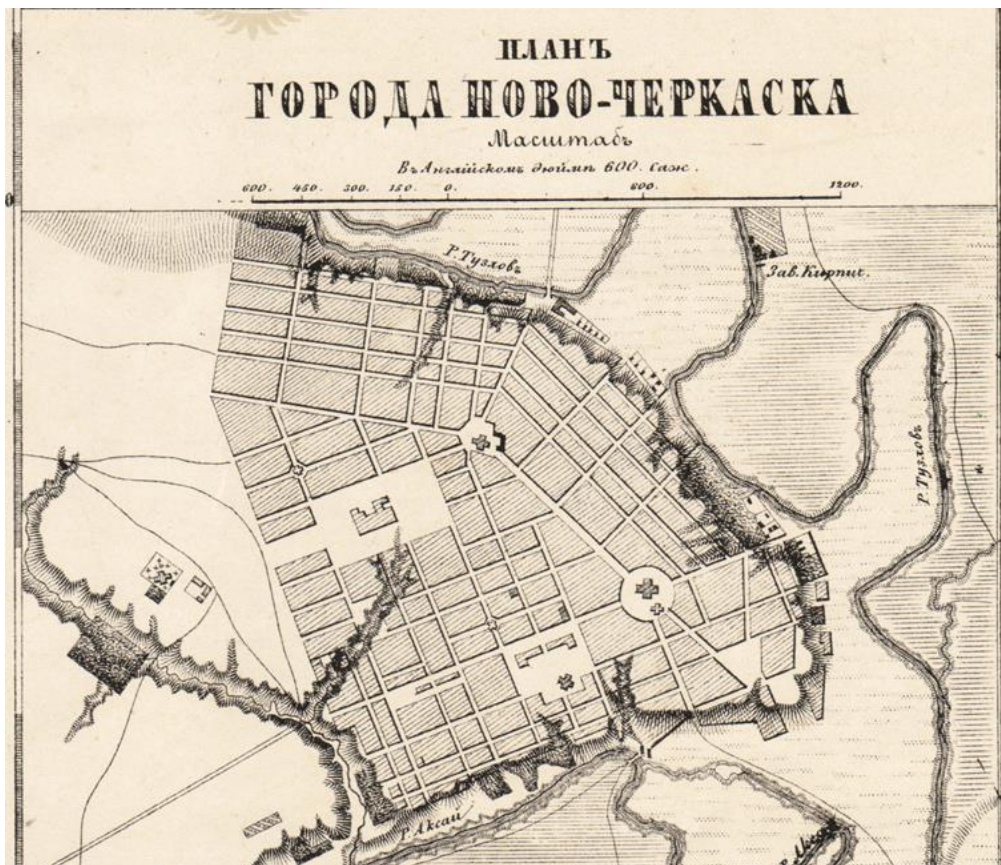 ПЛАНЪ
ГОРОДА НОВО-ЧЕРКАСКА
Масштабъ
Въ Англійскомъ дюймѣ 600. Саж.
600. 450. 300. 150. 0. 600. 1200.
Р. Тузловъ
Зав. Кирпич.
Р. Тузловъ
Р. Аксай